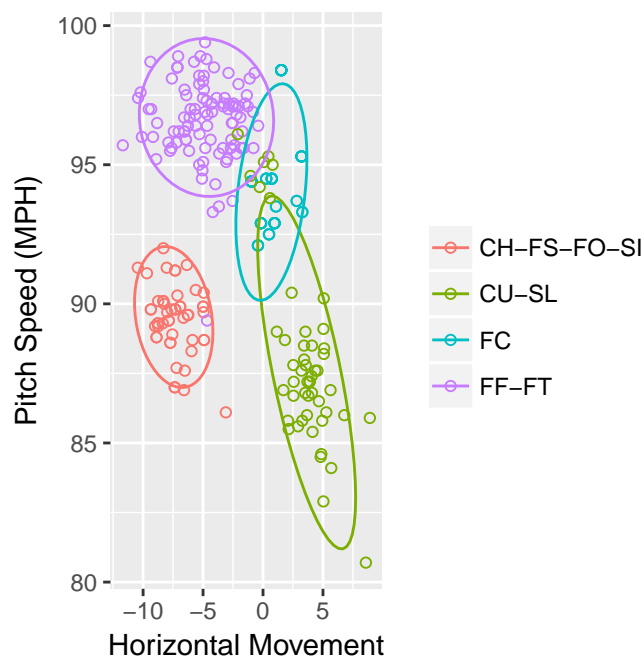 100
95
90
85
80
Pitch Speed (MPH)
−10
−5
0
5
Horizontal Movement
CH−FS−FO−SI
CU−SL
FC
FF−FT